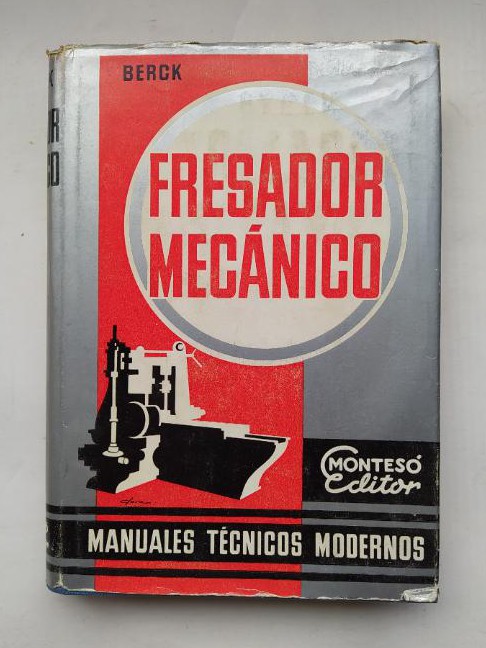 BERCK
FRESADOR
MECÁNICO
MONTESÓ
Editor
MANUALES TÉCNICOS MODERNOS